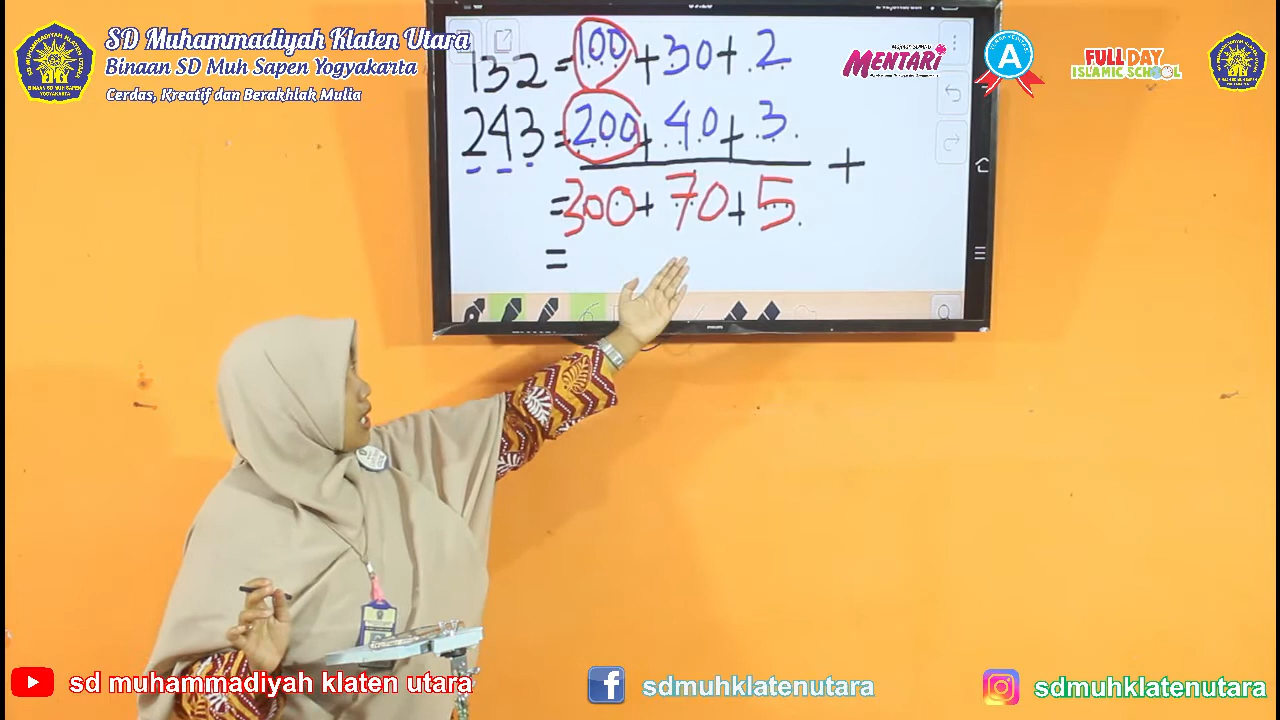 SD Muhammadiyah Klaten Utara
Binaan SD Muh Sapen Yogyakarta
Cerdas, Kreatif dan Berakhlak Mulia
MENTARI
A
FULL DAY
ISLAMIC SCHOOL
132 = 100 + 30 + 2
243 = 200 + 40 + 3
+
= 300 + 70 + 5
=
sd muhammadiyah klaten utara
sdmuhklatenutara
sdmuhklatenutara